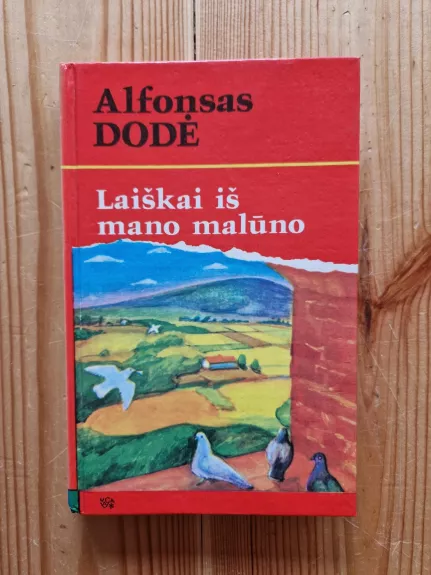 Alfonsas
DODĖ
Laiškai iš
mano malūno